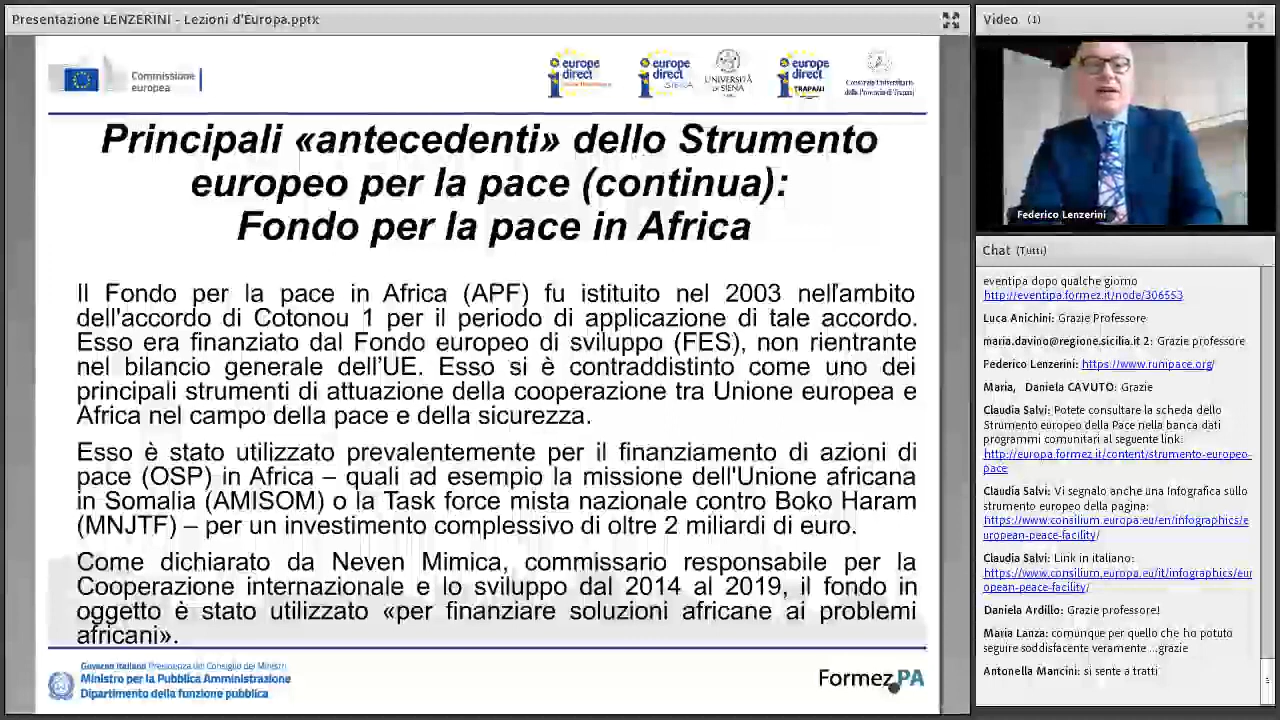 Presentazione LENZERINI - Lezioni d'Europa.pptx
Commissione
europea
europe
direct
europe
direct
SIENA
UNIVERSITÀ
DI SIENA
europe
direct
TRAPANI
Consorzio Universitario
della Provincia di Trapani
Principali «antecedenti» dello Strumento
europeo per la pace (continua):
Fondo per la pace in Africa
Il Fondo per la pace in Africa (APF) fu istituito nel 2003 nell'ambito
dell'accordo di Cotonou 1 per il periodo di applicazione di tale accordo.
Esso era finanziato dal Fondo europeo di sviluppo (FES), non rientrante
nel bilancio generale dell'UE. Esso si è contraddistinto come uno dei
principali strumenti di attuazione della cooperazione tra Unione europea e
Africa nel campo della pace e della sicurezza.
Esso è stato utilizzato prevalentemente per il finanziamento di azioni di
pace (OSP) in Africa – quali ad esempio la missione dell'Unione africana
in Somalia (AMISOM) o la Task force mista nazionale contro Boko Haram
(MNJTF) – per un investimento complessivo di oltre 2 miliardi di euro.
Come dichiarato da Neven Mimica, commissario responsabile per la
Cooperazione internazionale e lo sviluppo dal 2014 al 2019, il fondo in
oggetto è stato utilizzato «per finanziare soluzioni africane ai problemi
africani».
Governo Italiano Presidenza del Consiglio dei Ministri
Ministro per la Pubblica Amministrazione
Dipartimento della funzione pubblica
Formez PA
Video (1)
Federico Lenzerini
Chat (Tutti)
eventipa dopo qualche giorno
http://eventipa.formez.it/node/306553
Luca Anichini: Grazie Professore
maria.davino@regione.sicilia.it 2: Grazie professore
Federico Lenzerini: https://www.runipace.org/
Maria, Daniela CAVUTO: Grazie
Claudia Salvi: Potete consultare la scheda dello
Strumento europeo della Pace nella banca dati
programmi comunitari al seguente link:
http://europa.formez.it/content/strumento-europeo-
pace
Claudia Salvi: Vi segnalo anche una Infografica sullo
strumento europeo della pagina:
https://www.consilium.europa.eu/en/infographics/e
uropean-peace-facility/
Claudia Salvi: Link in italiano:
https://www.consilium.europa.eu/it/infographics/eur
opean-peace-facility/
Daniela Ardillo: Grazie professore!
Maria Lanza: comunque per quello che ho potuto
seguire soddisfacente veramente ...grazie
Antonella Mancini: si sente a tratti